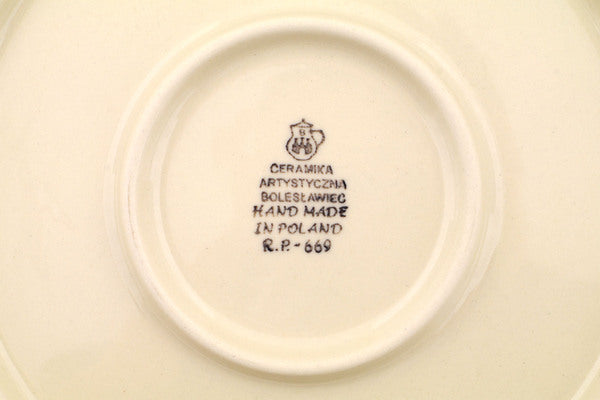 B
CERAMIKA
ARTYSTYCZNA
BOLESŁAWIEC
HAND MADE
IN POLAND
R.P.-669